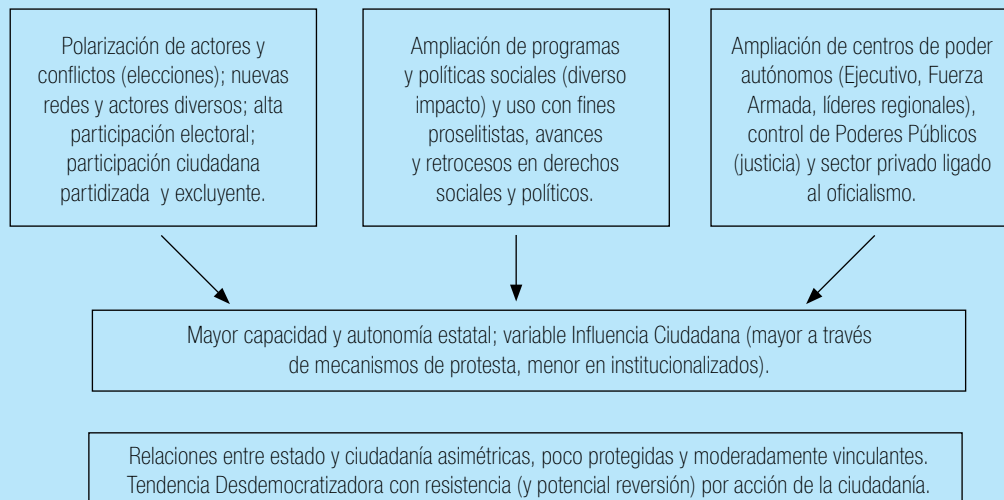 Polarización de actores y
conflictos (elecciones); nuevas
redes y actores diversos; alta
participación electoral;
participación ciudadana
partidizada y excluyente.
Ampliación de programas
y políticas sociales (diverso
impacto) y uso con fines
proselitistas, avances
y retrocesos en derechos
sociales y políticos.
Ampliación de centros de poder
autónomos (Ejecutivo, Fuerza
Armada, líderes regionales),
control de Poderes Públicos
(justicia) y sector privado ligado
al oficialismo.
Mayor capacidad y autonomía estatal; variable Influencia Ciudadana (mayor a través
de mecanismos de protesta, menor en institucionalizados).
Relaciones entre estado y ciudadanía asimétricas, poco protegidas y moderadamente vinculantes.
Tendencia Desdemocratizadora con resistencia (y potencial reversión) por acción de la ciudadanía.